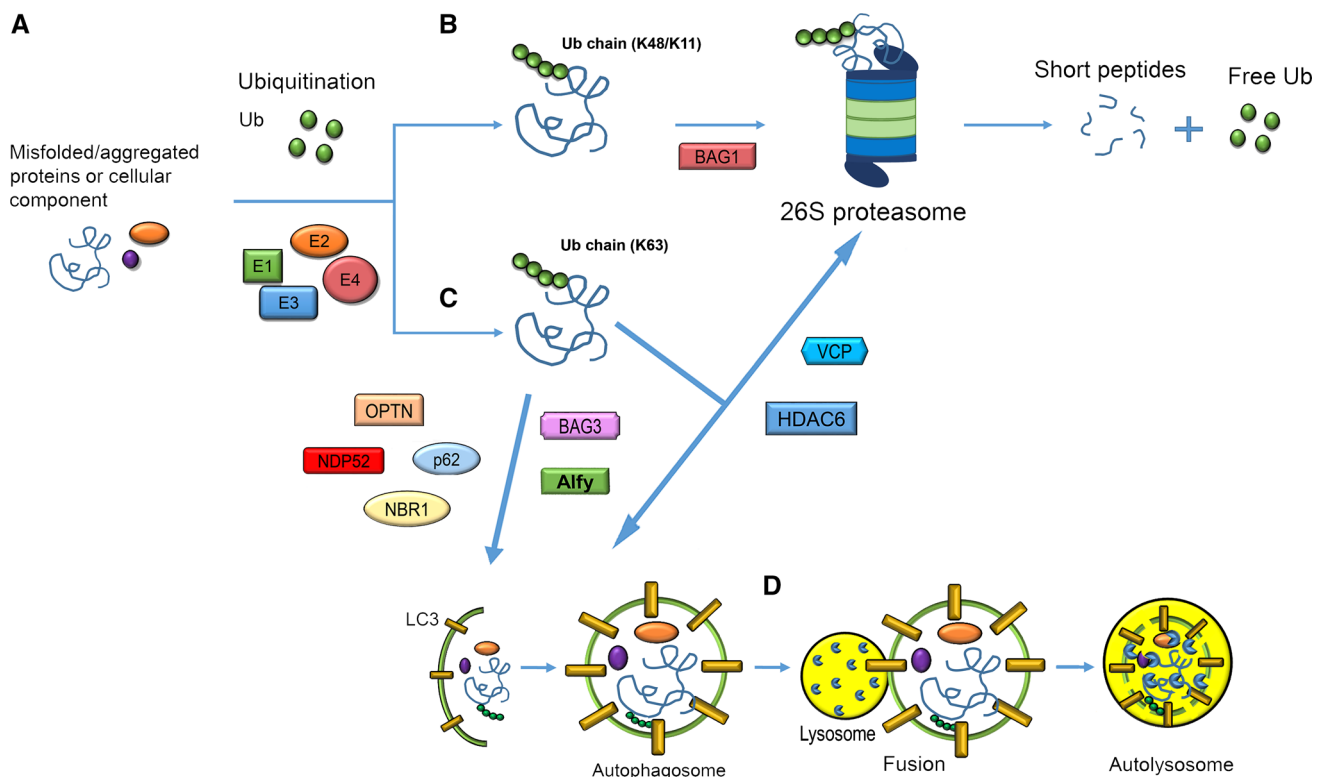 A
B
Ub chain (K48/K11)
Ubiquitination
Ub
Short peptides
Free Ub
Misfolded/aggregated
proteins or cellular
component
BAG1
26S proteasome
E1
E2
E3
E4
Ub chain (K63)
C
VCP
HDAC6
OPTN
NDP52
p62
NBR1
BAG3
Alfy
D
LC3
Autophagosome
Lysosome
Fusion
Autolysosome